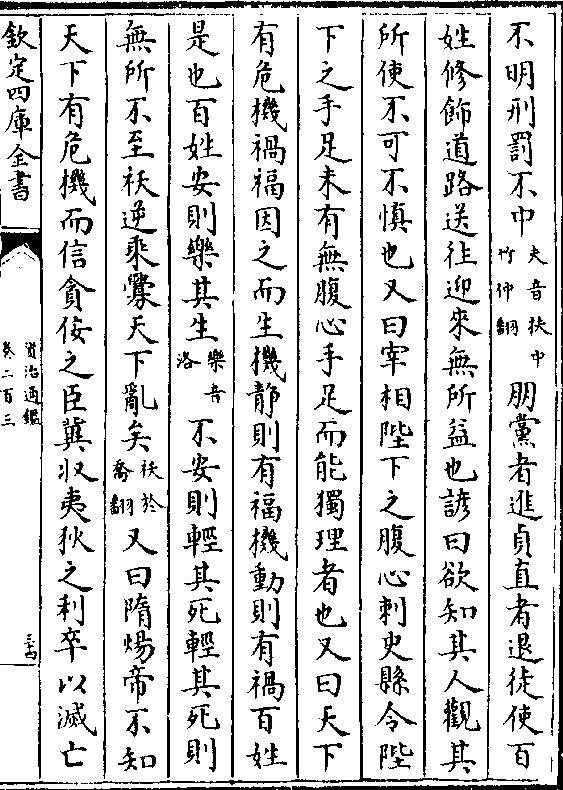 不明刑罰不中夫音扶中竹仲翻朋黨者進貞直者退徒使百
姓修飾道路送往迎來無所益也諺曰欲知其人觀其
所使不可不慎也又曰宰相陛下之腹心刺史縣令陛
下之手足未有無腹心手足而能獨理者也又曰天下
有危機禍福因之而生機静則有福機動則有禍百姓
是也百姓安則樂其生樂音洛不安則輕其死輕其死則
無所不至祅逆乘釁天下亂矣祅於喬翻又曰隋煬帝不知
天下有危機而信貪佞之臣冀收夷狄之利卒以滅亡
欽定四庫全書
資治通鑑
卷二百三
三古